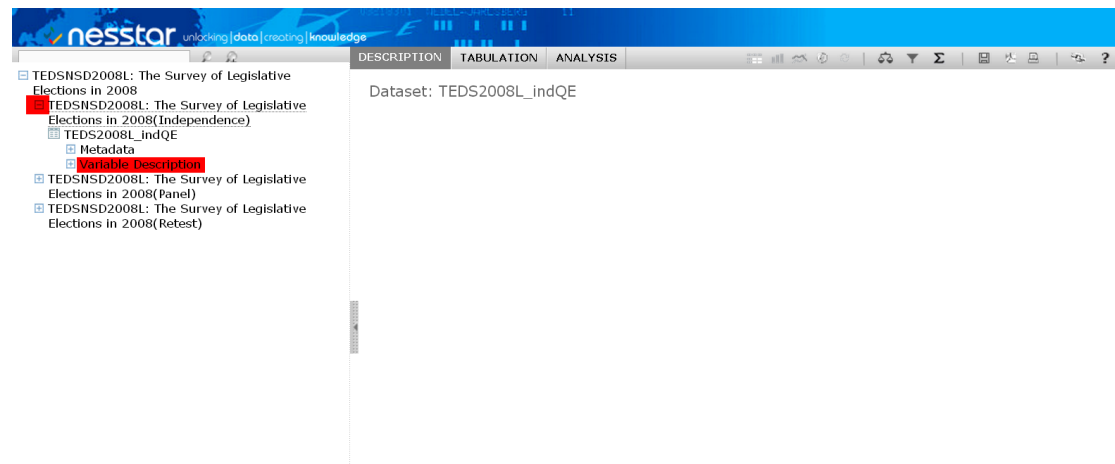 nesstar unlocking|data|creating|knowledge
DESCRIPTION TABULATION ANALYSIS
TEDSNSD2008L: The Survey of Legislative
Elections in 2008
TEDSNSD2008L: The Survey of Legislative
Elections in 2008(Independence)
TEDS2008L_indQE
Metadata
Variable Description
TEDSNSD2008L: The Survey of Legislative
Elections in 2008(Panel)
TEDSNSD2008L: The Survey of Legislative
Elections in 2008(Retest)
Dataset: TEDS2008L_indQE